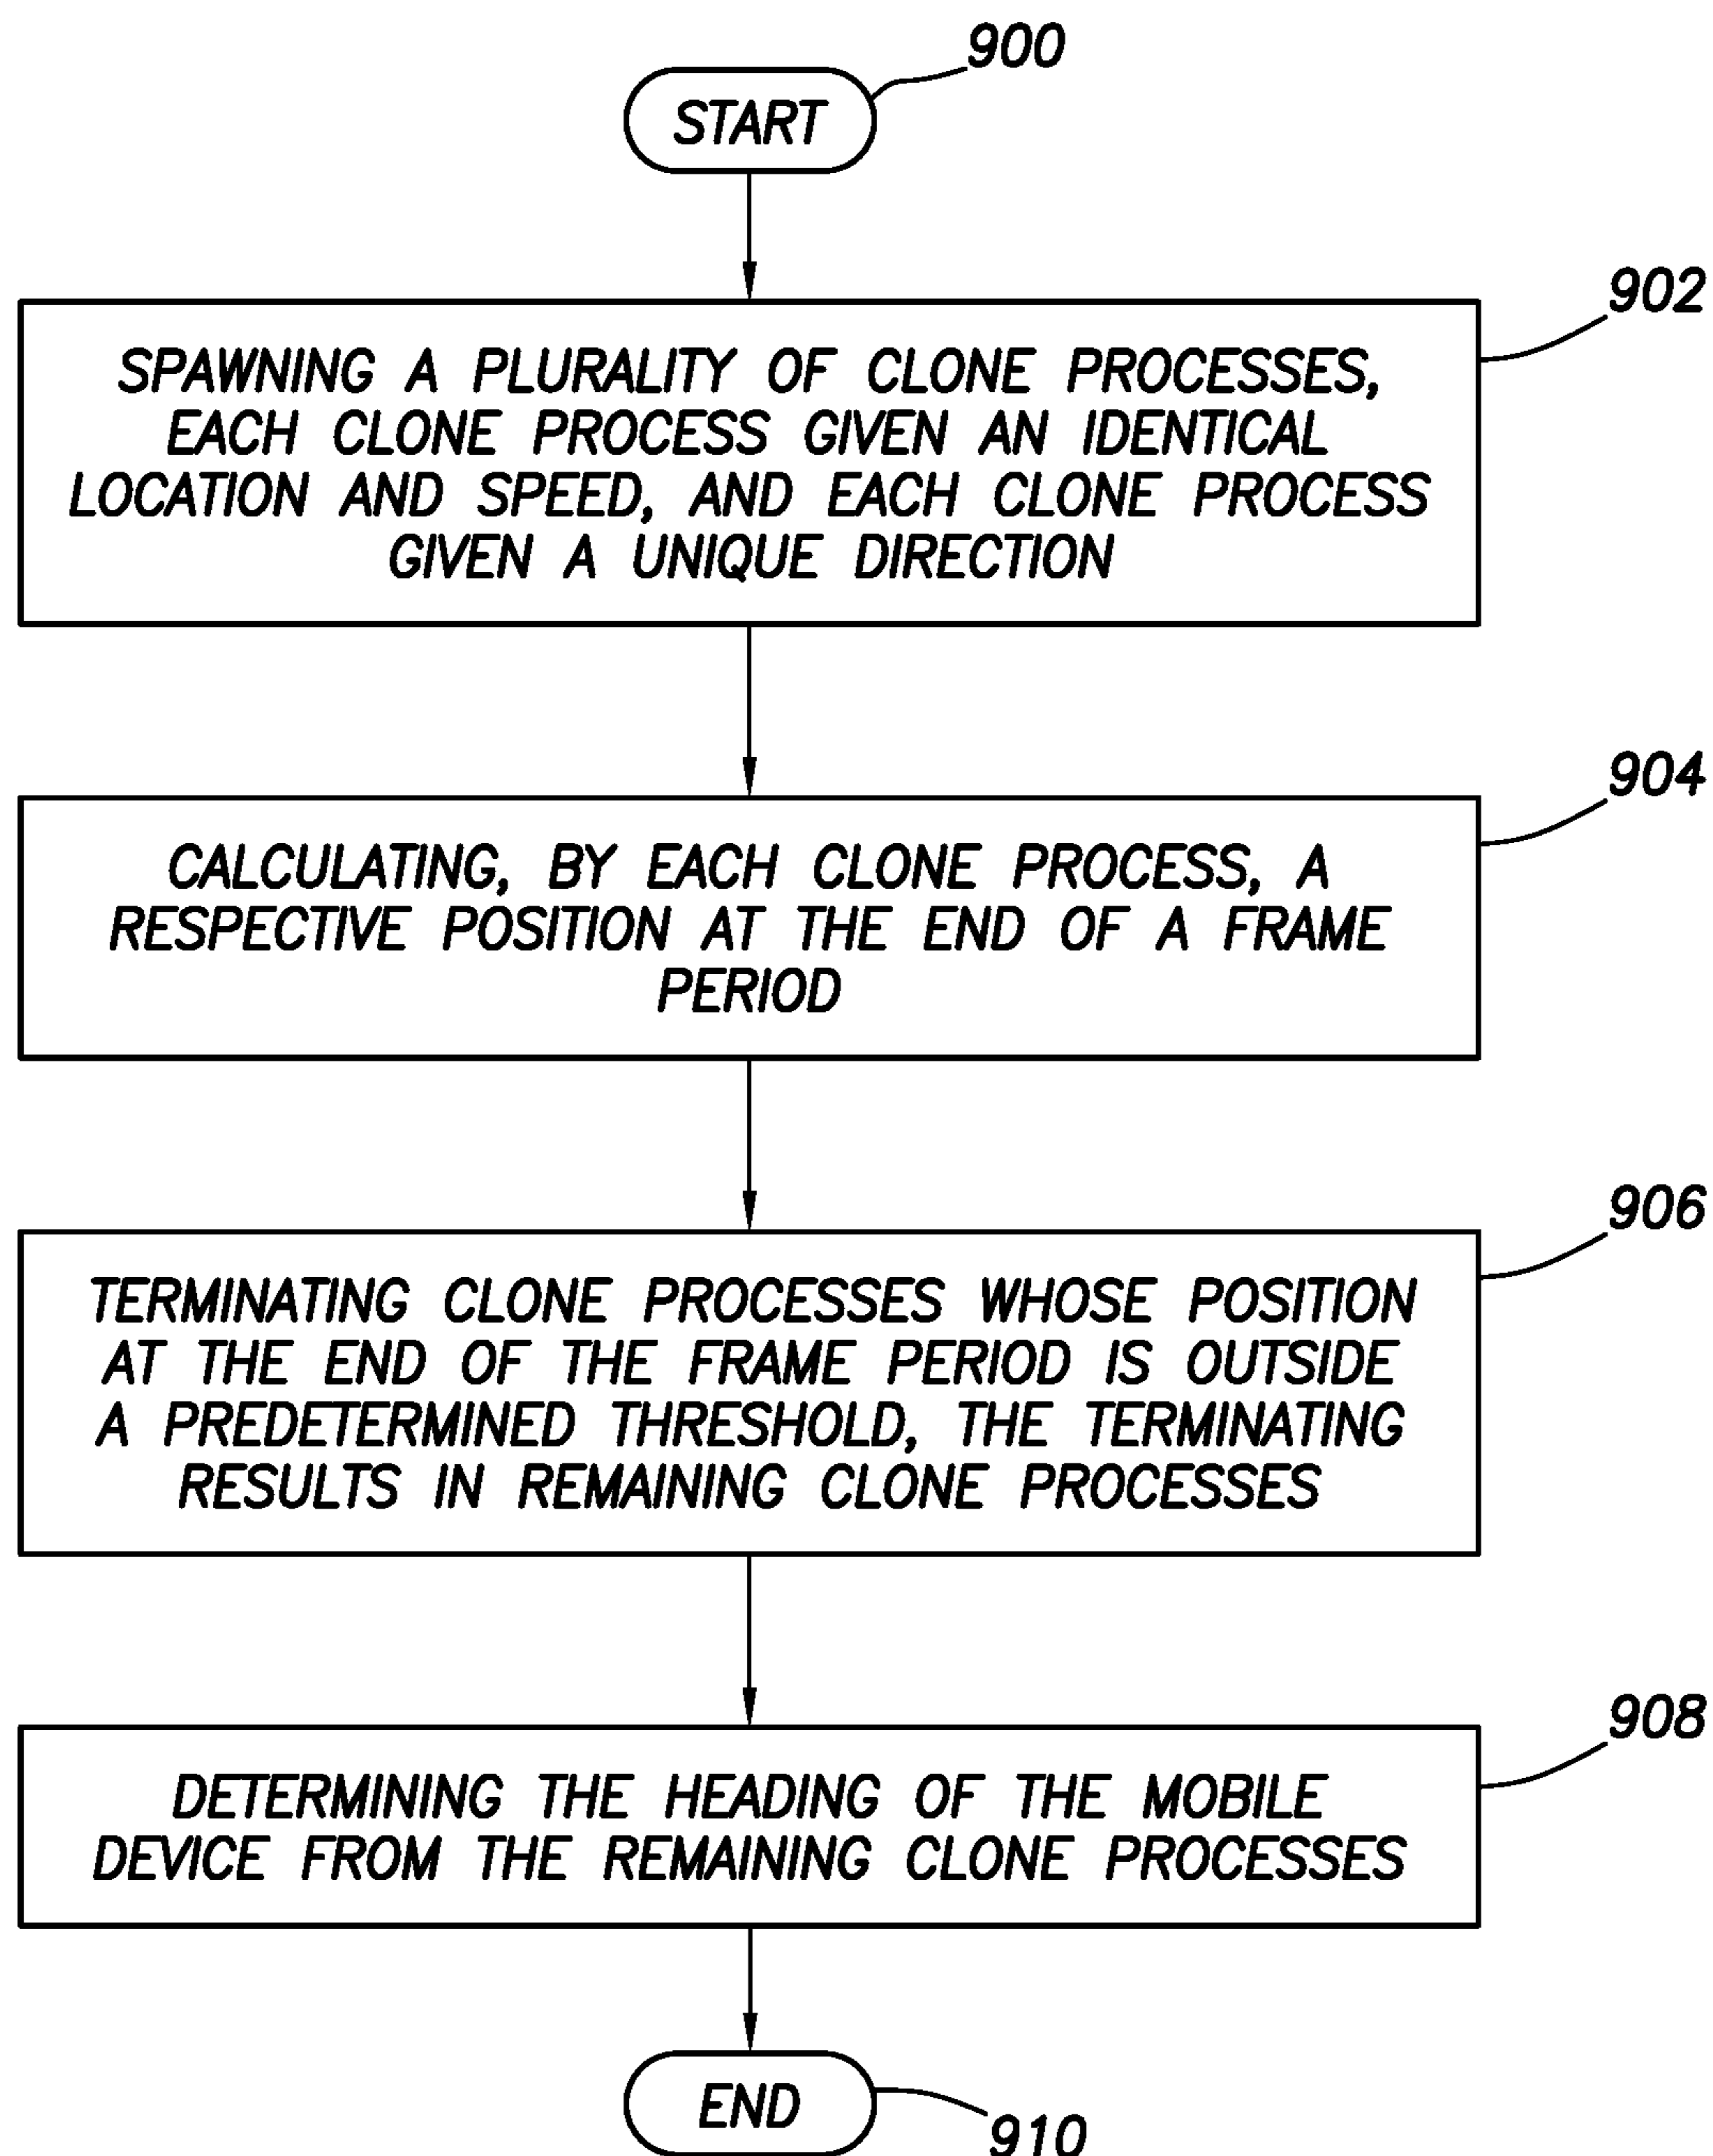 900
START
902
SPAWNING A PLURALITY OF CLONE PROCESSES,
EACH CLONE PROCESS GIVEN AN IDENTICAL
LOCATION AND SPEED, AND EACH CLONE PROCESS
GIVEN A UNIQUE DIRECTION
904
CALCULATING, BY EACH CLONE PROCESS, A
RESPECTIVE POSITION AT THE END OF A FRAME
PERIOD
906
TERMINATING CLONE PROCESSES WHOSE POSITION
AT THE END OF THE FRAME PERIOD IS OUTSIDE
A PREDETERMINED THRESHOLD, THE TERMINATING
RESULTS IN REMAINING CLONE PROCESSES
908
DETERMINING THE HEADING OF THE MOBILE
DEVICE FROM THE REMAINING CLONE PROCESSES
END
910